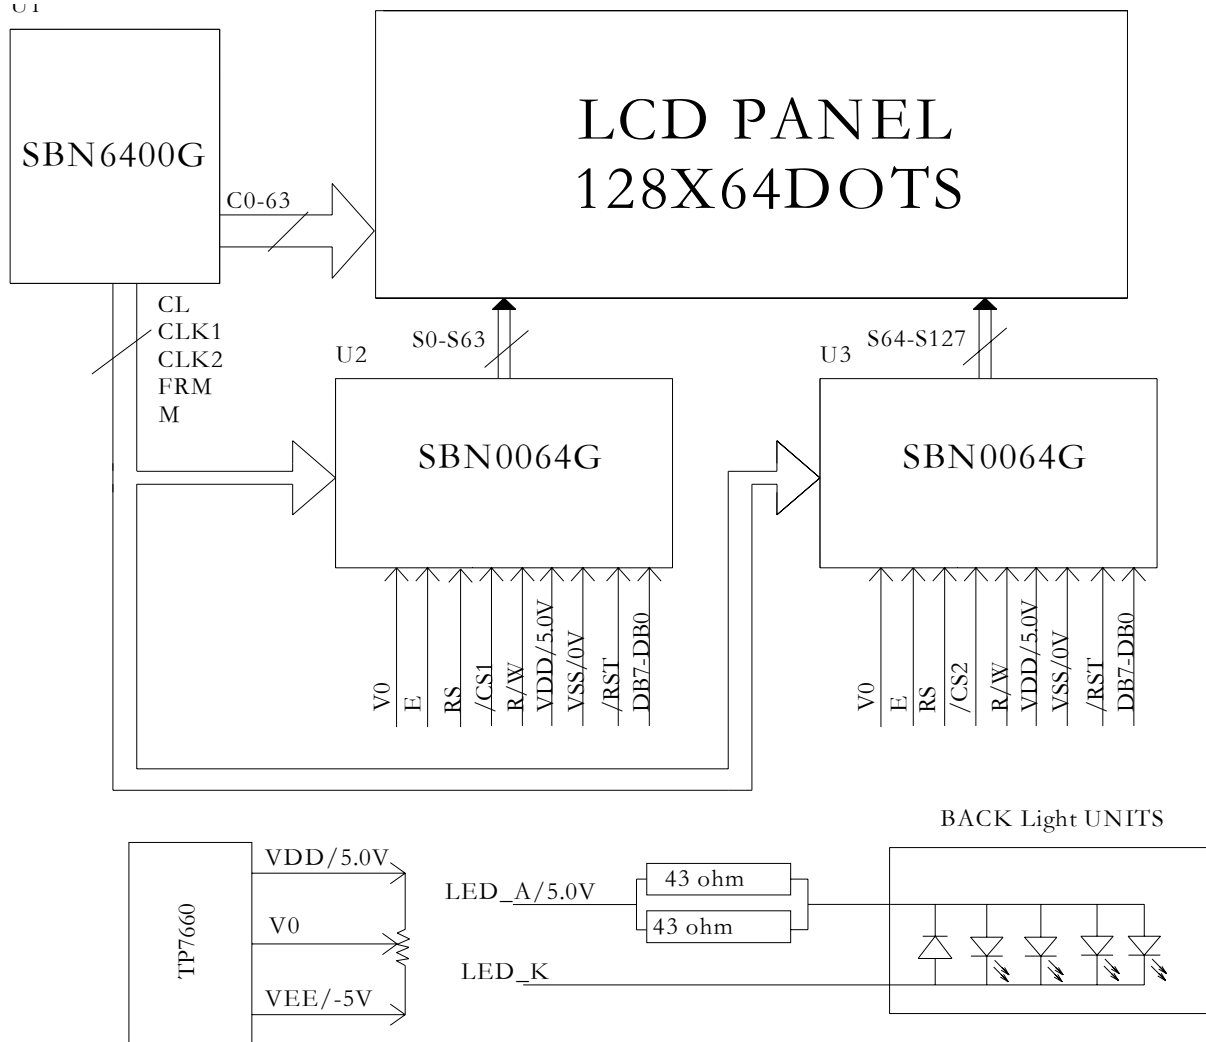 U1
SBN6400G
LCD PANEL
128X64DOTS
C0-63
CL
CLK1
CLK2
FRM
M
S0-S63
S64-S127
U2
U3
SBN0064G
SBN0064G
V0
E
RS
/CS1
R/W
VDD/5.0V
VSS/0V
/RST
DB7-DB0
V0
E
RS
/CS2
R/W
VDD/5.0V
VSS/0V
/RST
DB7-DB0
BACK Light UNITS
TP7660
VDD/5.0V
V0
VEE/-5V
LED_A/5.0V
43 ohm
43 ohm
LED_K